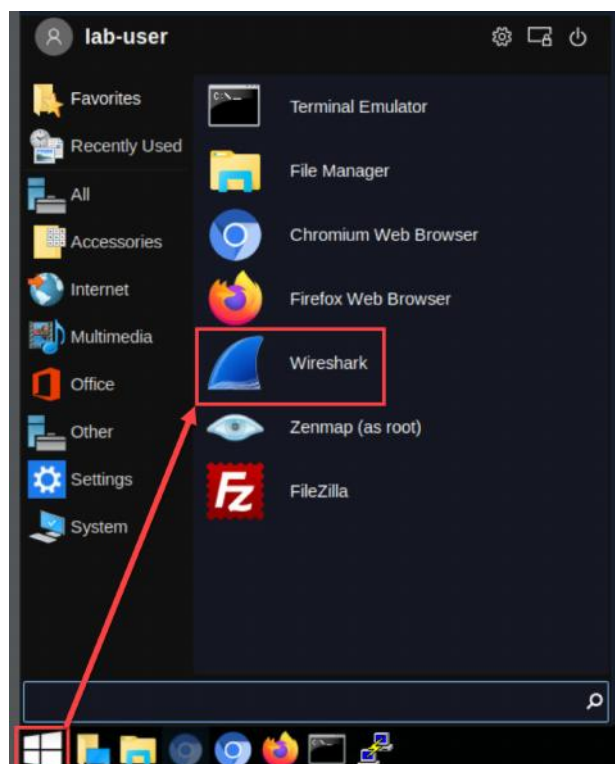 lab-user
Favorites
Recently Used
All
Accessories
Internet
Multimedia
Office
Other
Settings
System
Terminal Emulator
File Manager
Chromium Web Browser
Firefox Web Browser
Wireshark
Zenmap (as root)
FileZilla